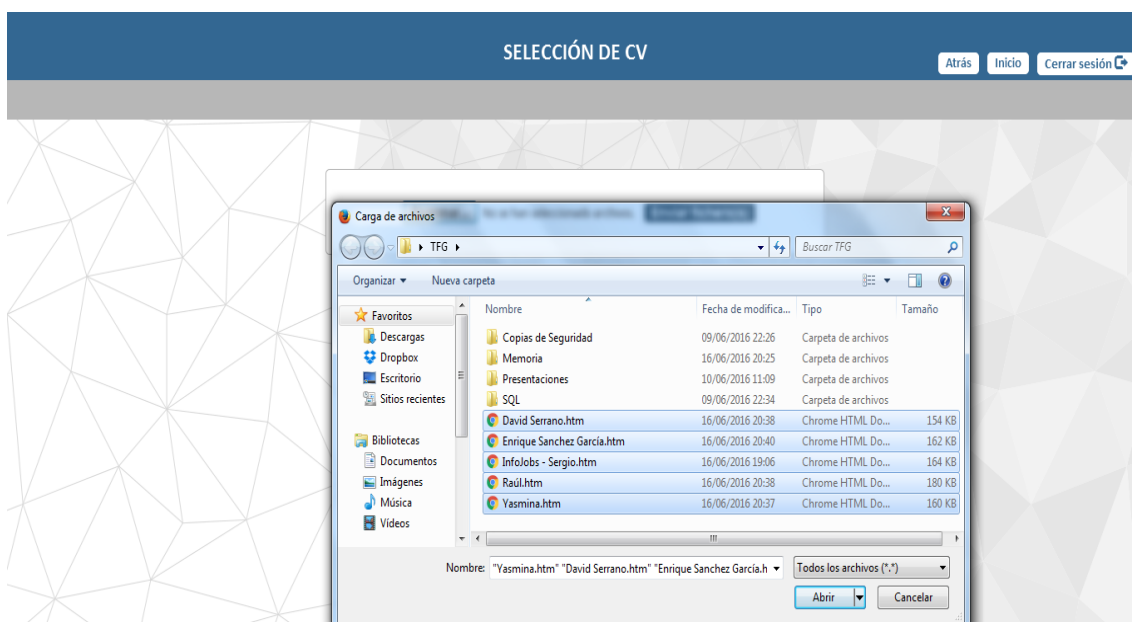 SELECCIÓN DE CV
Atrás Inicio Cerrar sesión
Carga de archivos
TFG
Buscar TFG
Organizar Nueva carpeta
Nombre Fecha de modifica... Tipo Tamaño
Favoritos
Descargas
Dropbox
Escritorio
Sitios recientes
Bibliotecas
Documentos
Imágenes
Música
Vídeos
Copias de Seguridad 09/06/2016 22:26 Carpeta de archivos
Memoria 16/06/2016 20:25 Carpeta de archivos
Presentaciones 10/06/2016 11:09 Carpeta de archivos
SQL 09/06/2016 22:34 Carpeta de archivos
David Serrano.htm 16/06/2016 20:38 Chrome HTML Do... 154 KB
Enrique Sanchez García.htm 16/06/2016 20:40 Chrome HTML Do... 162 KB
InfoJobs - Sergio.htm 16/06/2016 19:06 Chrome HTML Do... 164 KB
Raúl.htm 16/06/2016 20:38 Chrome HTML Do... 180 KB
Yasmina.htm 16/06/2016 20:37 Chrome HTML Do... 160 KB
Nombre: "Yasmina.htm" "David Serrano.htm" "Enrique Sanchez García.h Todos los archivos (*.*)
Abrir Cancelar